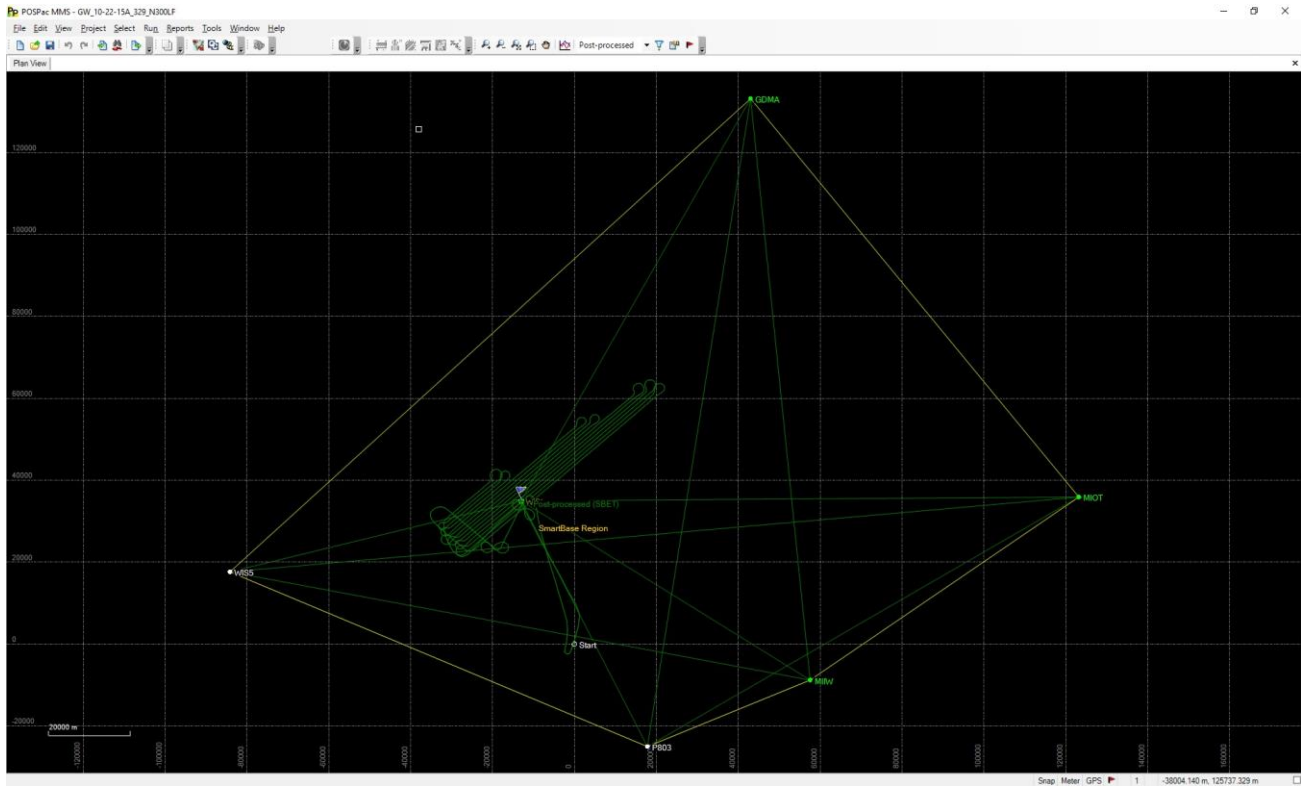 POSPac MMS - GW_10-22-15A_329_N300LF
File Edit View Project Select Run Reports Tools Window Help
Post-processed
Plan View
GDMA
120000
100000
80000
60000
40000
MIOT
Post-processed (SBET)
SmartBase Region
20000
WIS5
0
Start
MIIW
-20000
20000 m
P803
-120000
-100000
-80000
-60000
-40000
-20000
0
20000
40000
60000
80000
100000
120000
140000
160000
Snap Meter GPS 1 -38004.140 m, 125737.329 m